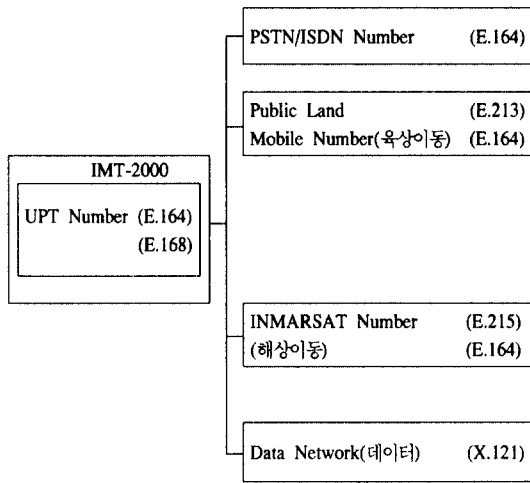 PSTN/ISDN Number (E.164)
Public Land (E.213)
Mobile Number(육상이동) (E.164)
IMT-2000
UPT Number (E.164)
(E.168)
INMARSAT Number (E.215)
(해상이동) (E.164)
Data Network(데이터) (X.121)